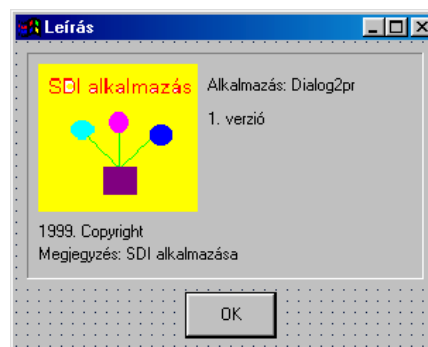 Leírás
SDI alkalmazás
Alkalmazás: Dialog2pr
1. verzió
1999. Copyright
Megjegyzés: SDI alkalmazása
OK